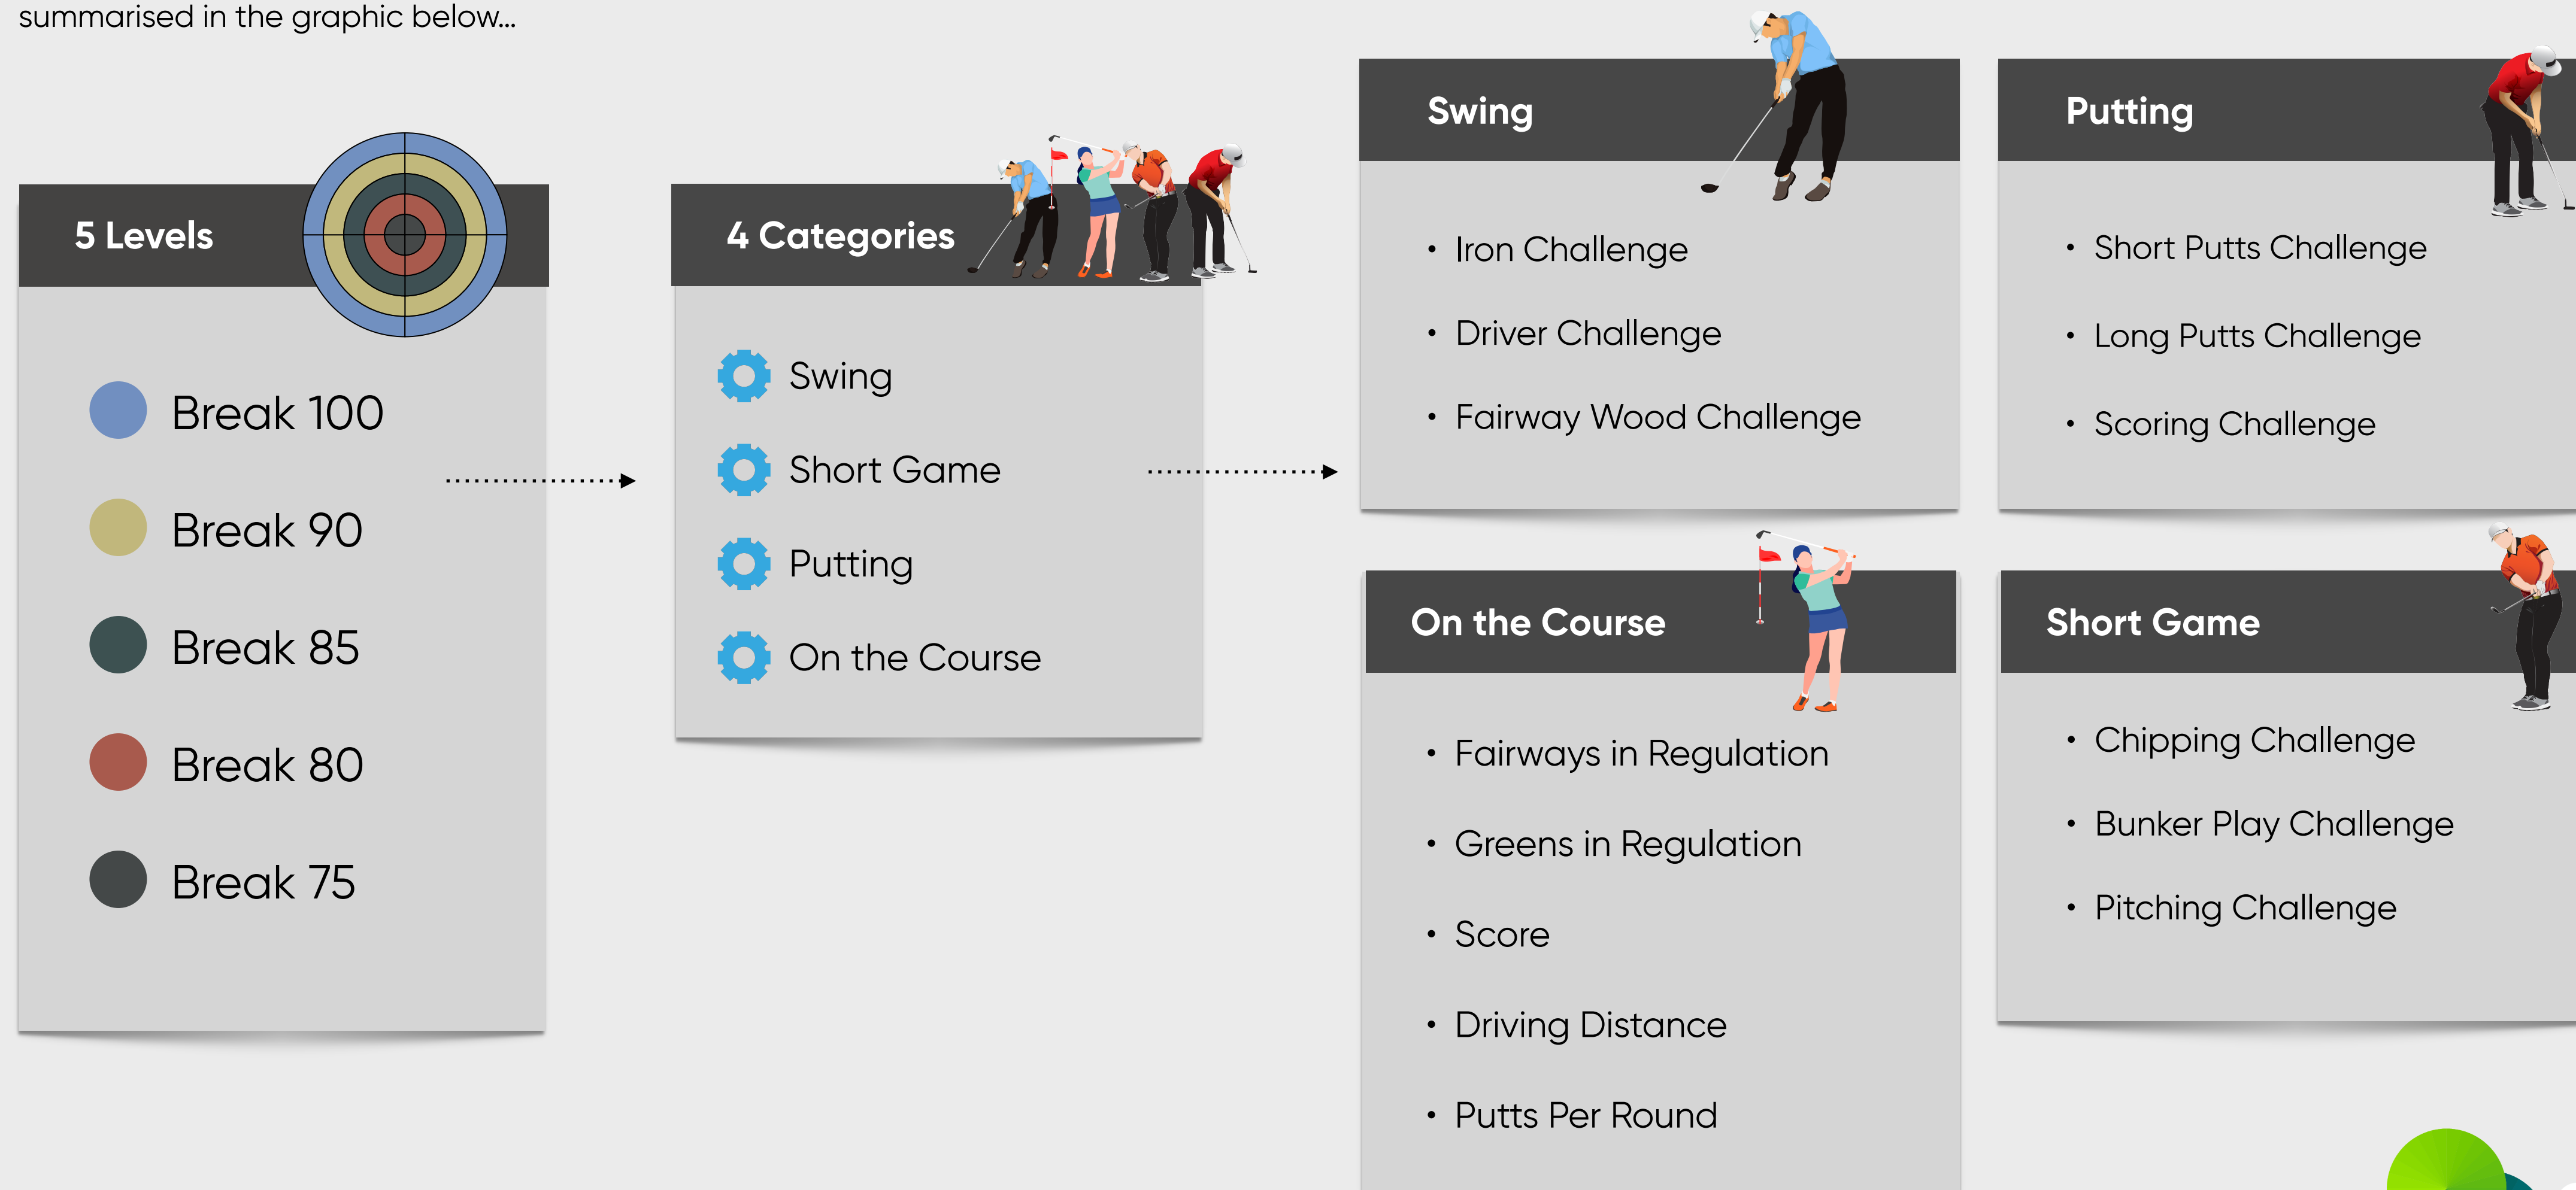 summarised in the graphic below...
5 Levels
Break 100
Break 90
Break 85
Break 80
Break 75
4 Categories
Swing
Short Game
Putting
On the Course
Swing
• Iron Challenge
• Driver Challenge
• Fairway Wood Challenge
Putting
• Short Putts Challenge
• Long Putts Challenge
• Scoring Challenge
On the Course
• Fairways in Regulation
• Greens in Regulation
• Score
• Driving Distance
• Putts Per Round
Short Game
• Chipping Challenge
• Bunker Play Challenge
• Pitching Challenge